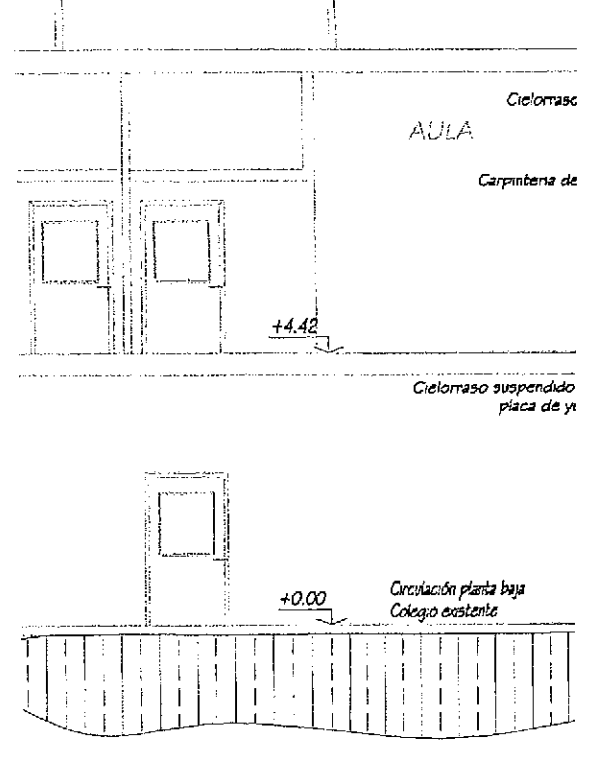 Cielorraso
AULA
Carpintería de
+4.42
Cielorraso suspendido
placa de y
+0.00
Circulación planta baja
Colegio existente